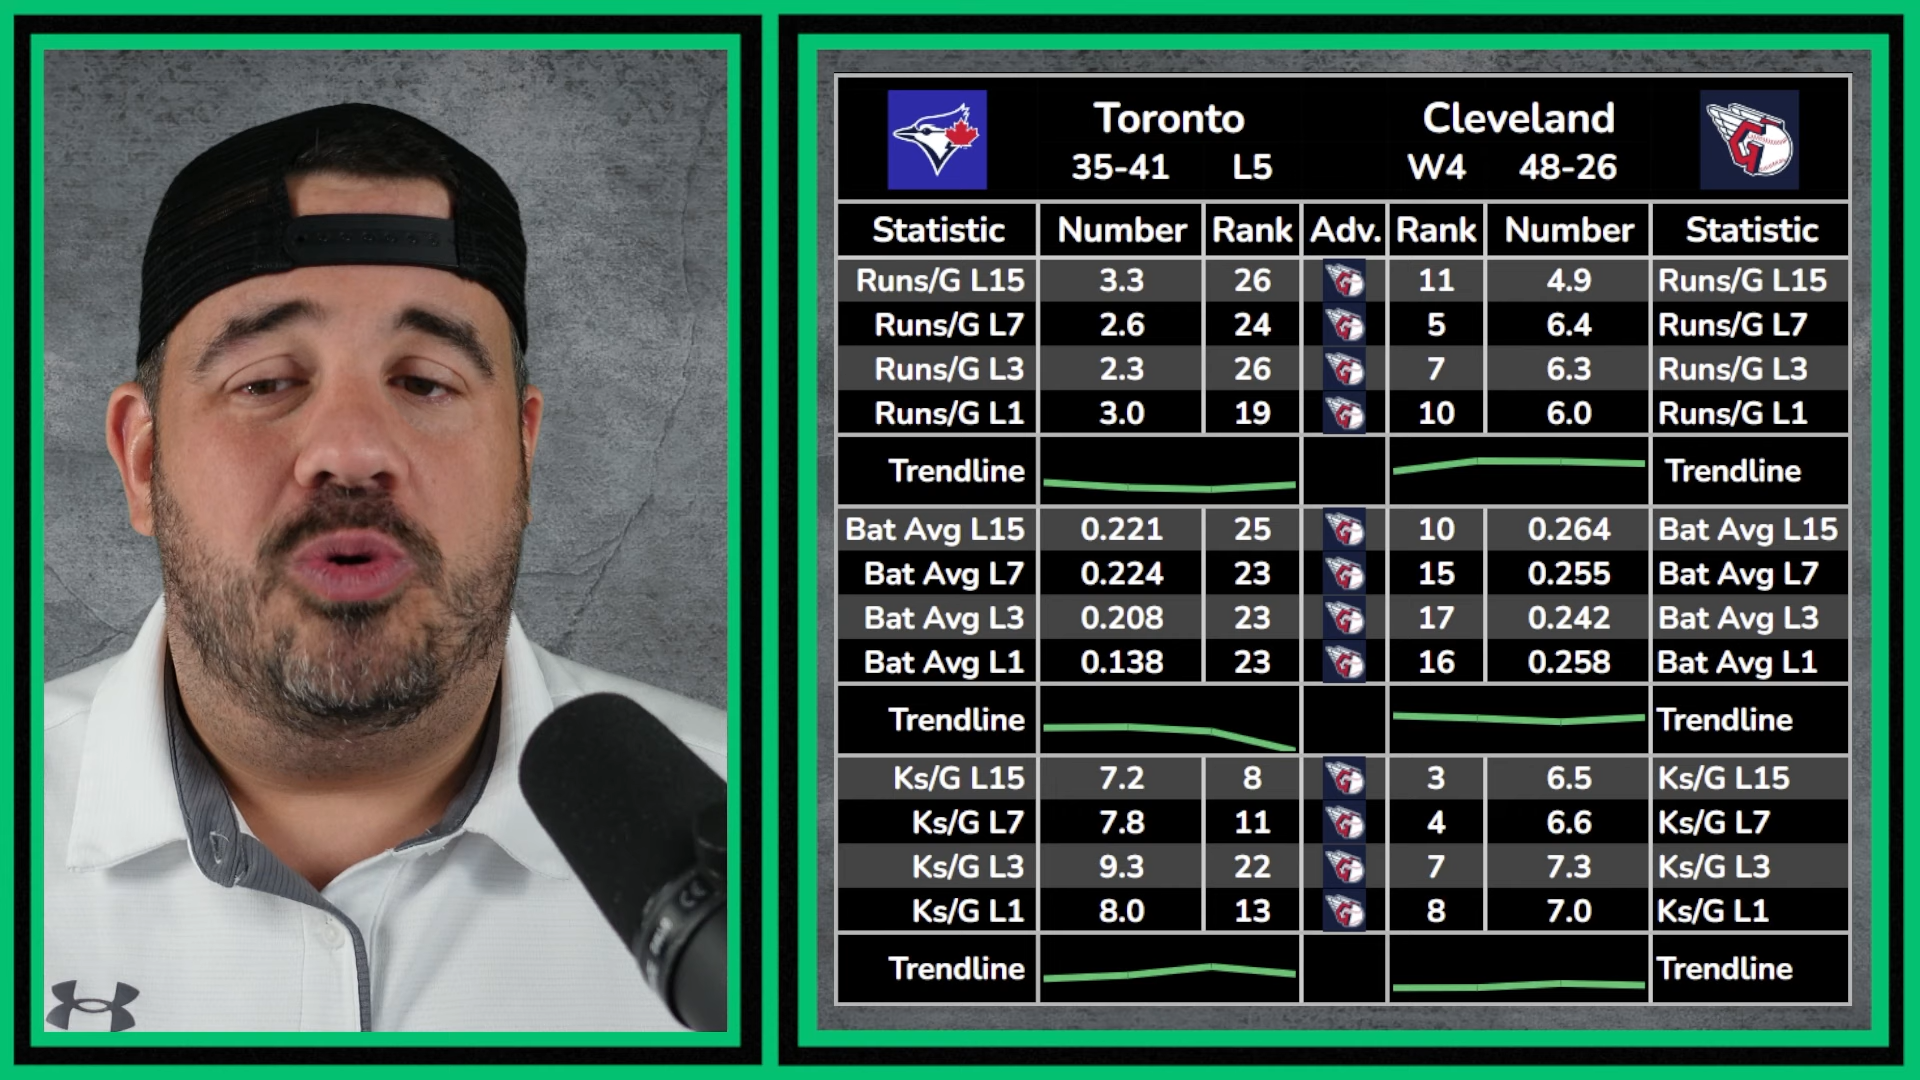 Toronto Cleveland
35-41 L5 W4 48-26
Statistic Number Rank Adv. Rank Number Statistic
Runs/G L15 3.3 26 11 4.9 Runs/G L15
Runs/G L7 2.6 24 5 6.4 Runs/G L7
Runs/G L3 2.3 26 7 6.3 Runs/G L3
Runs/G L1 3.0 19 10 6.0 Runs/G L1
Trendline Trendline
Bat Avg L15 0.221 25 10 0.264 Bat Avg L15
Bat Avg L7 0.224 23 15 0.255 Bat Avg L7
Bat Avg L3 0.208 23 17 0.242 Bat Avg L3
Bat Avg L1 0.138 23 16 0.258 Bat Avg L1
Trendline Trendline
Ks/G L15 7.2 8 3 6.5 Ks/G L15
Ks/G L7 7.8 11 4 6.6 Ks/G L7
Ks/G L3 9.3 22 7 7.3 Ks/G L3
Ks/G L1 8.0 13 8 7.0 Ks/G L1
Trendline Trendline